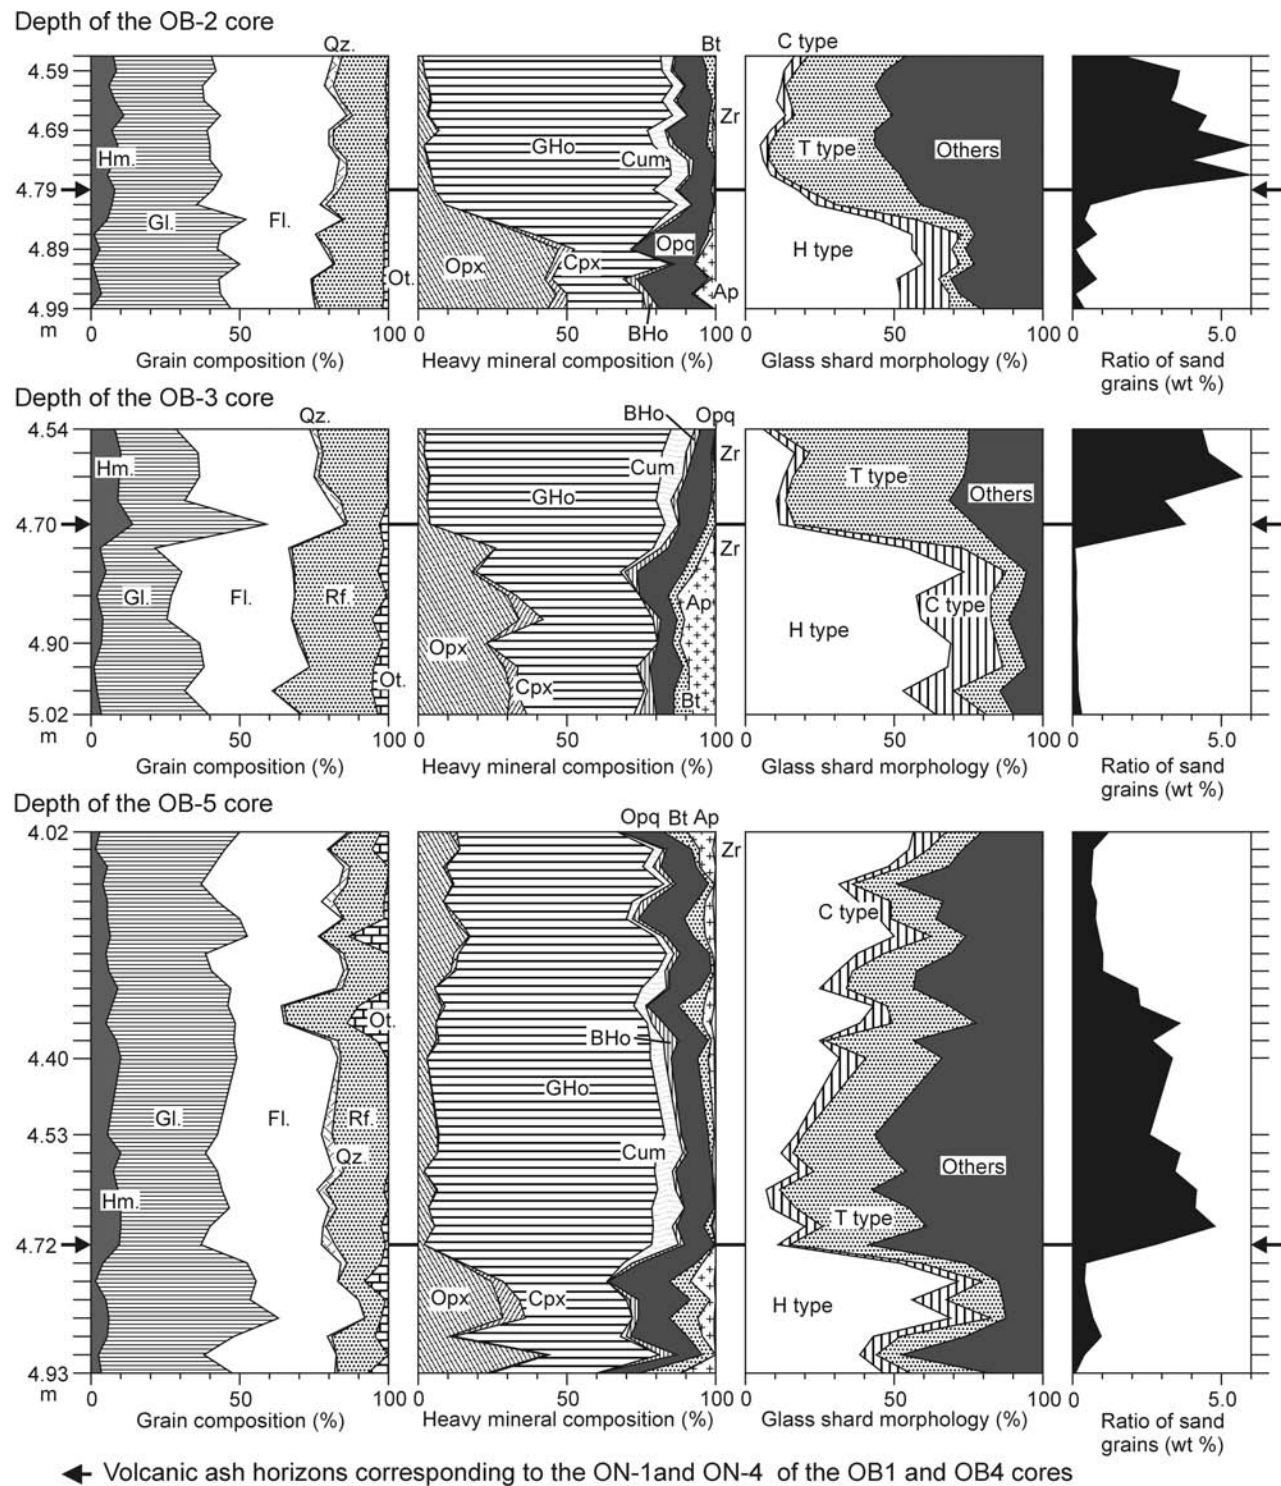 Depth of the OB-2 core
Qz. C type Bt
4.59
4.69
4.79
4.89
4.99
m
Hm. Gl. Fl. Ot.
GHo Cum Zr Opq Opx Cpx Ap BHo
T type Others H type
0 50 100 0 50 100 0 50 100 0 5.0
Grain composition (%) Heavy mineral composition (%) Glass shard morphology (%) Ratio of sand
grains (wt %)
Depth of the OB-3 core
Qz. BHo Opq
4.54
4.70
4.90
5.02
m
Hm. Gl. Fl. Rf. Ot.
Zr Cum GHo Zr Ap Opx Cpx Bt
T type Others C type H type
0 50 100 0 50 100 0 50 100 0 5.0
Grain composition (%) Heavy mineral composition (%) Glass shard morphology (%) Ratio of sand
grains (wt %)
Depth of the OB-5 core
Opq Bt Ap
4.02
4.40
4.53
4.72
4.93
m
Ot. Gl. Fl. Rf. Qz. Hm.
Zr BHo GHo Cum Opx Cpx
C type Others T type H type
0 50 100 0 50 100 0 50 100 0 5.0
Grain composition (%) Heavy mineral composition (%) Glass shard morphology (%) Ratio of sand
grains (wt %)
Volcanic ash horizons corresponding to the ON-1and ON-4 of the OB1 and OB4 cores